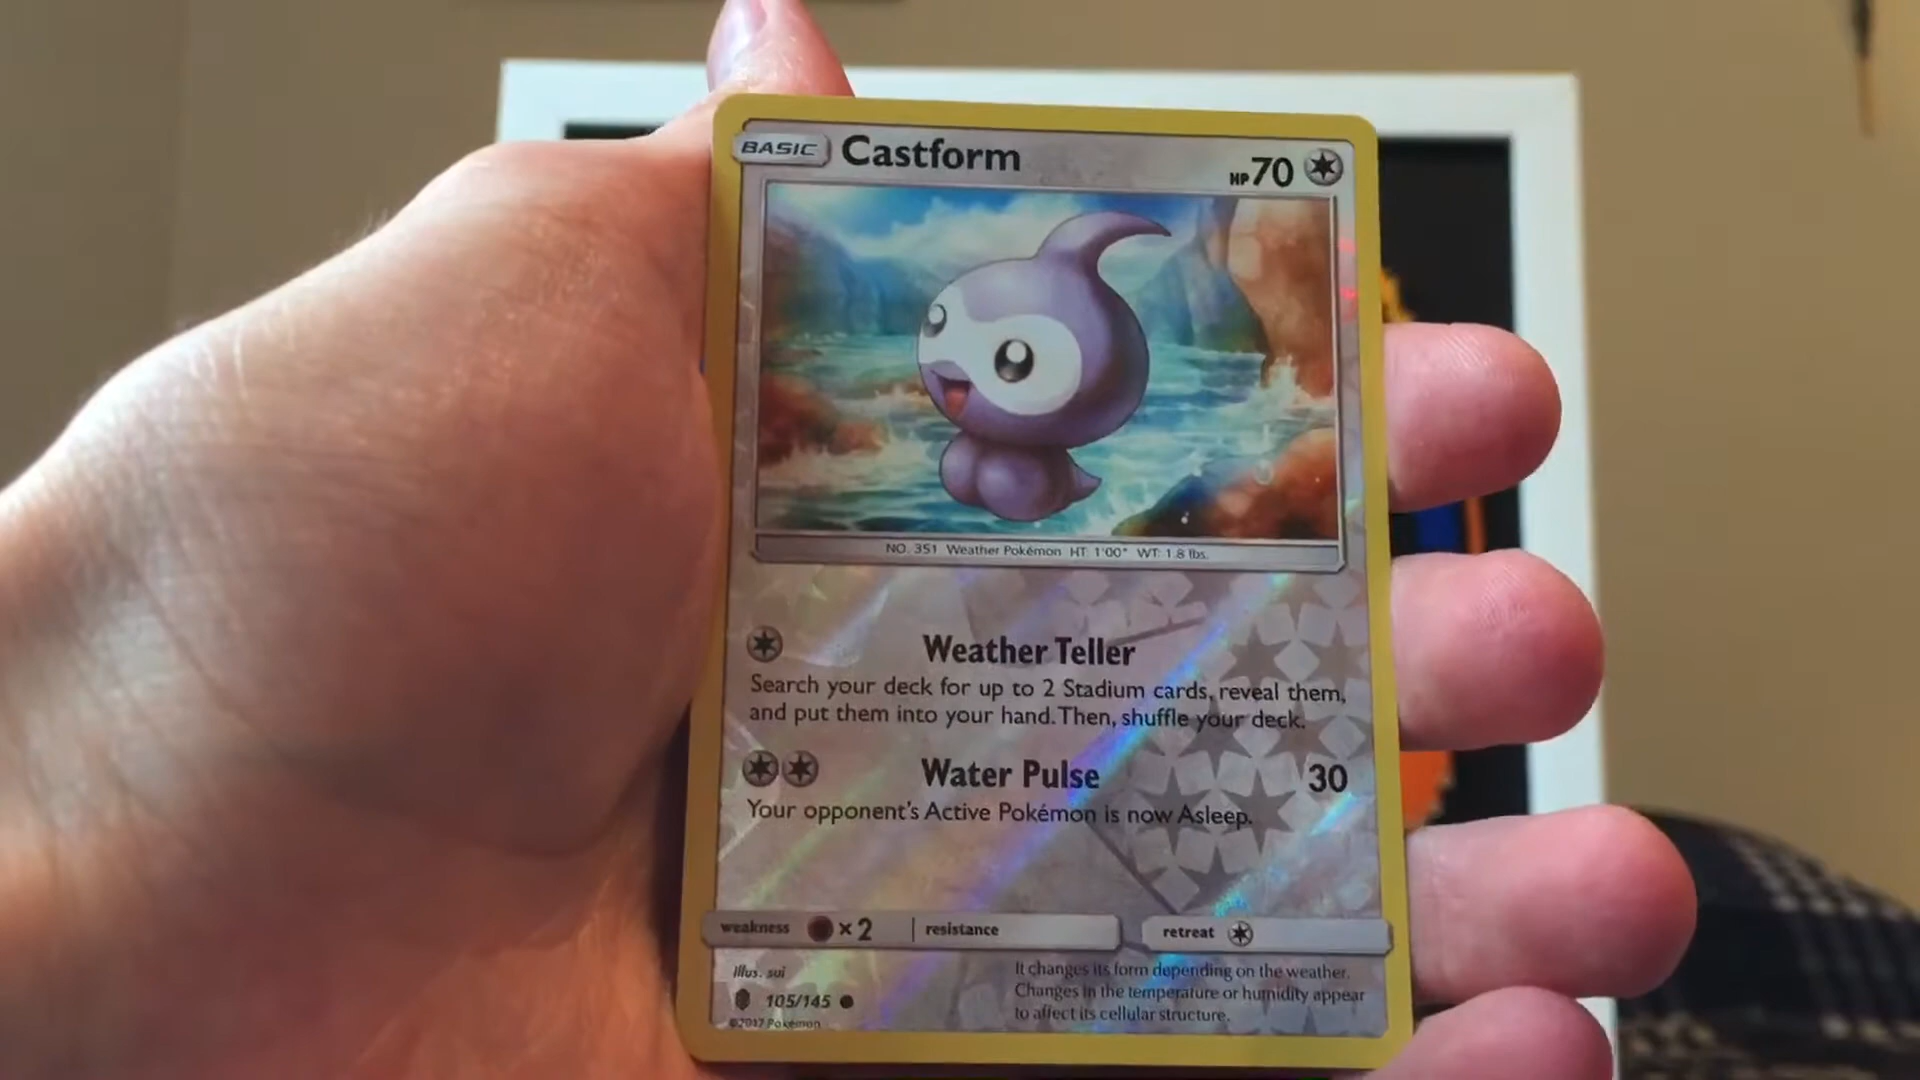 BASIC Castform HP 70
NO. 351 Weather Pokémon HT: 1'00" WT: 1.8 lbs.
Weather Teller
Search your deck for up to 2 Stadium cards, reveal them,
and put them into your hand. Then, shuffle your deck.
Water Pulse 30
Your opponent's Active Pokémon is now Asleep.
weakness ×2 resistance retreat
Illus. sui
105/145
©2017 Pokémon
It changes its form depending on the weather.
Changes in the temperature or humidity appear
to affect its cellular structure.